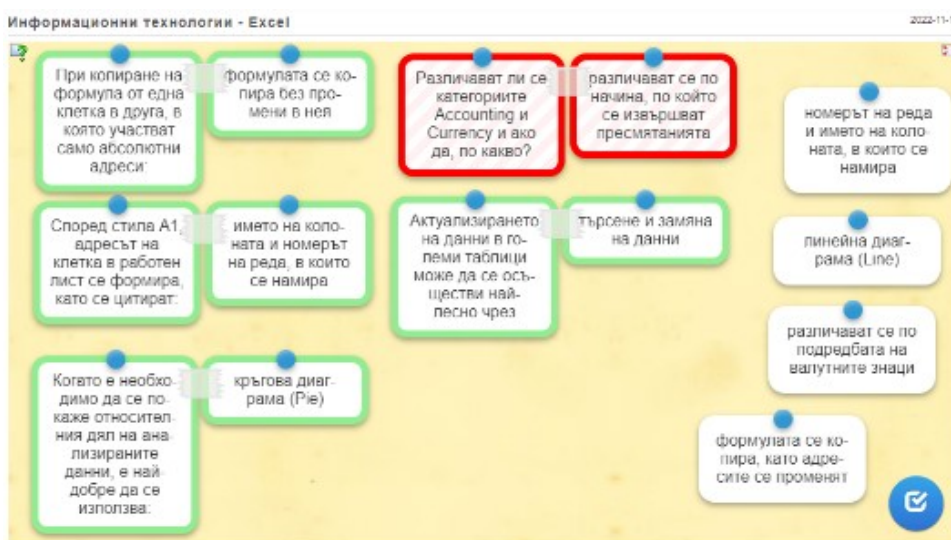 Информационни технологии - Excel
2022-11-1
При копиране на
формула от една
клетка в друга, в
която участват
само абсолютни
адреси:
формулата се ко-
пира без про-
мени в нея
Различават ли се
категориите
Accounting и
Currency и ако
да, по какво?
различават се по
начина, по който
се извършват
пресмятанията
номерът на реда
и името на коло-
ната, в които се
намира
Според стила A1,
адресът на
клетка в работен
лист се формира,
като се цитират:
името на коло-
ната и номерът
на реда, в които
се намира
Актуализирането
на данни в го-
леми таблици
може да се осъ-
ществи най-
лесно чрез
търсене и замяна
на данни
линейна диаг-
рама (Line)
различават се по
подредбата на
валутните знаци
Когато е необхо-
димо да се по-
каже относител-
ния дял на ана-
лизираните
данни, е най-
добре да се
използва:
кръгова диаг-
рама (Pie)
формулата се ко-
пира, като адре-
сите се променят